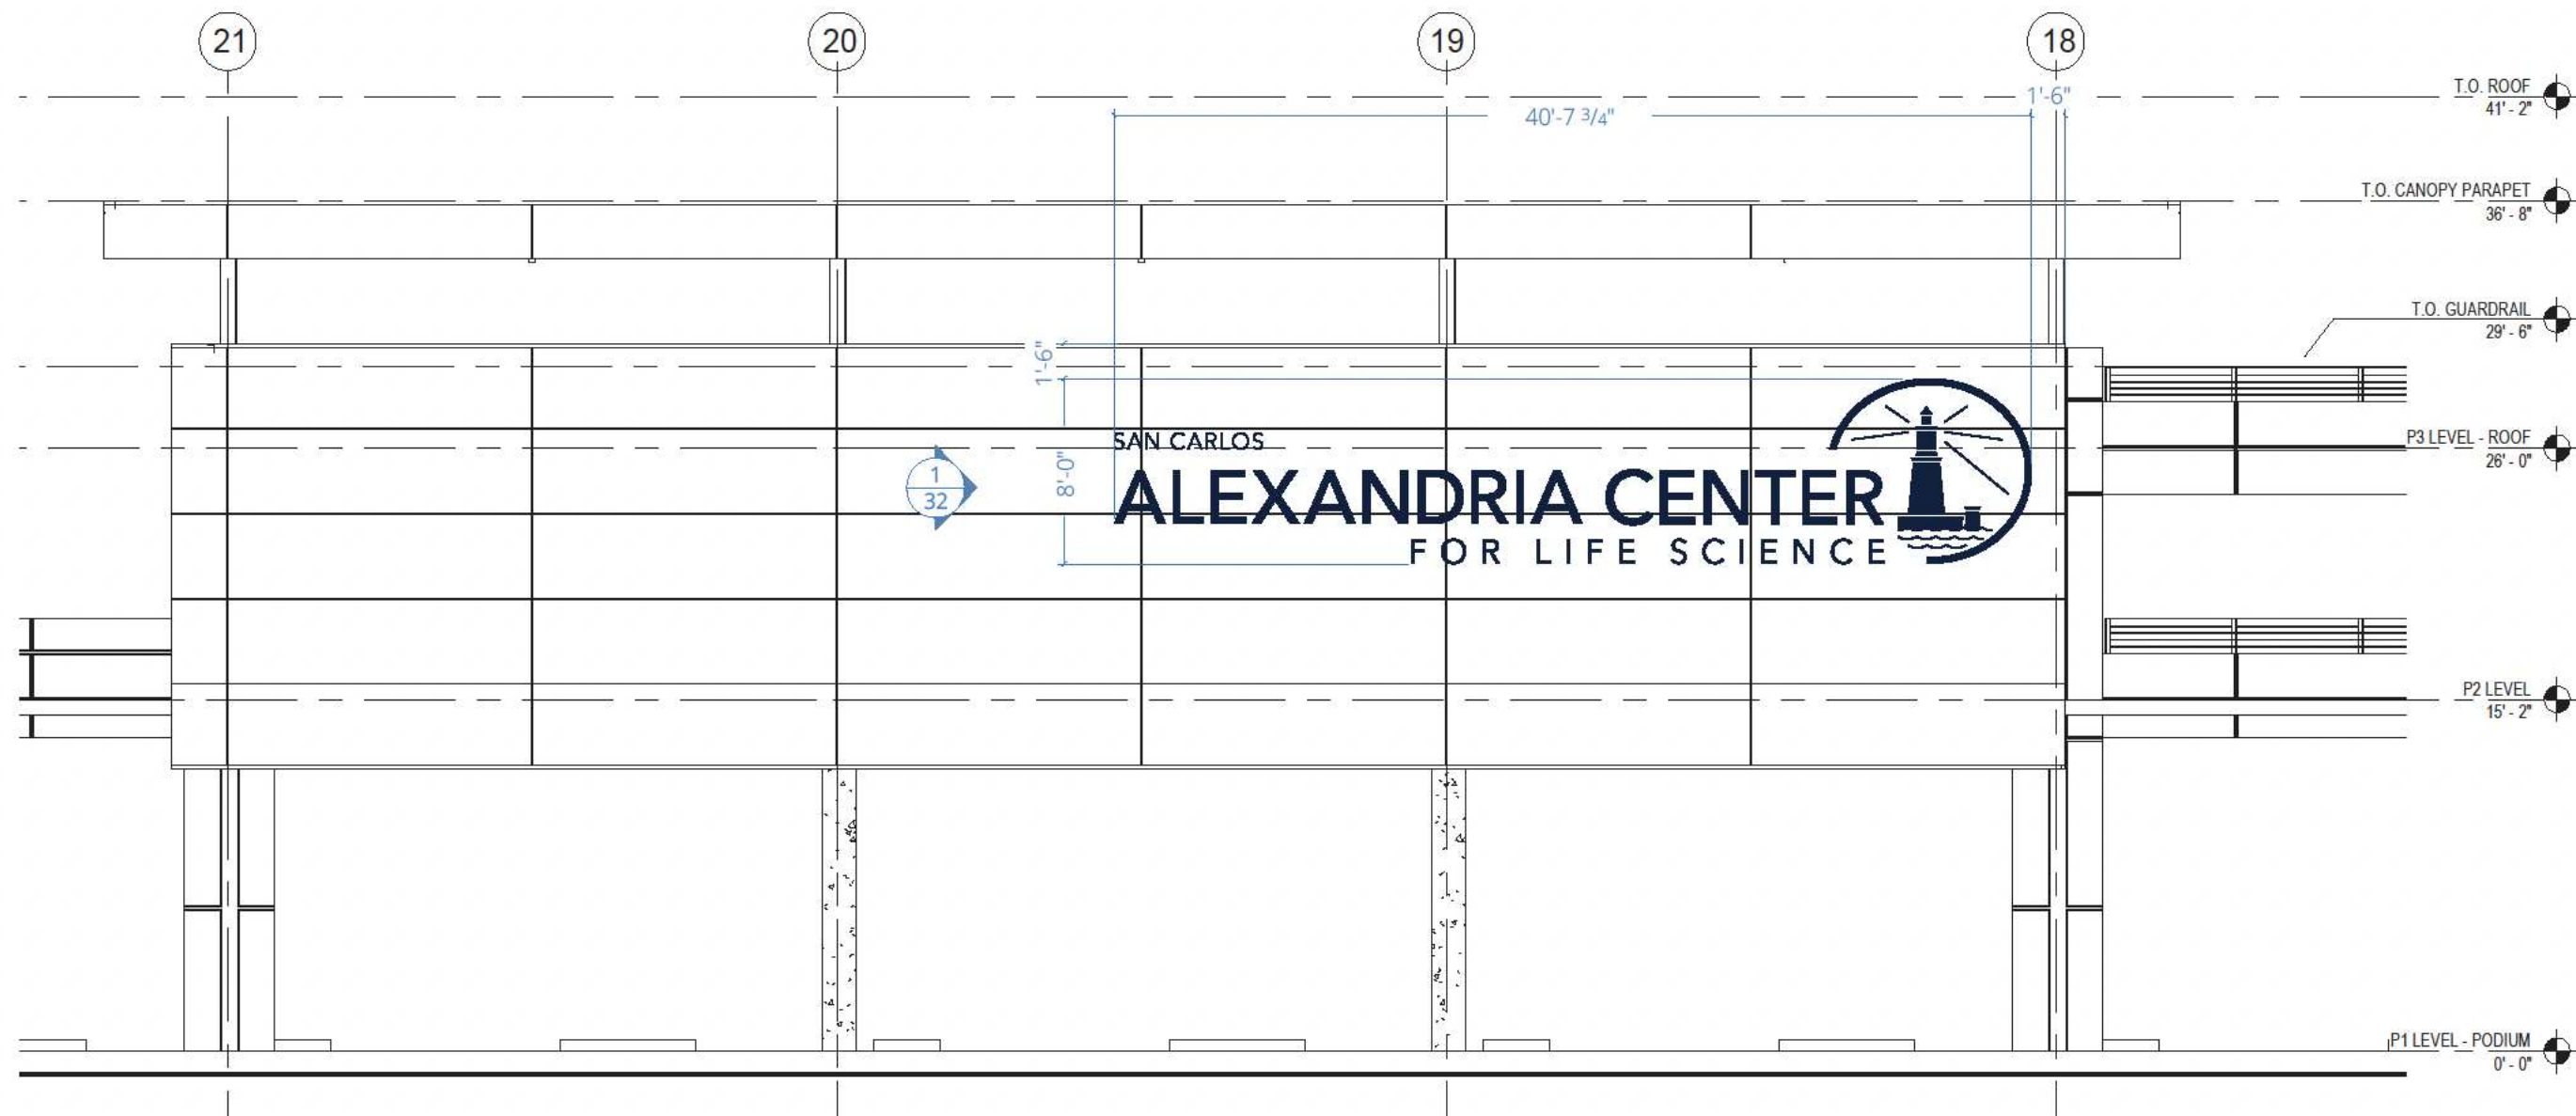 21
20
19
18
T.O. ROOF
41' - 2"
1'-6"
40'-7 3/4"
T.O. CANOPY PARAPET
36' - 8"
T.O. GUARDRAIL
29' - 6"
1'-6"
SAN CARLOS
P3 LEVEL - ROOF
26' - 0"
1
32
8'-0"
ALEXANDRIA CENTER
FOR LIFE SCIENCE
P2 LEVEL
15' - 2"
P1 LEVEL - PODIUM
0' - 0"